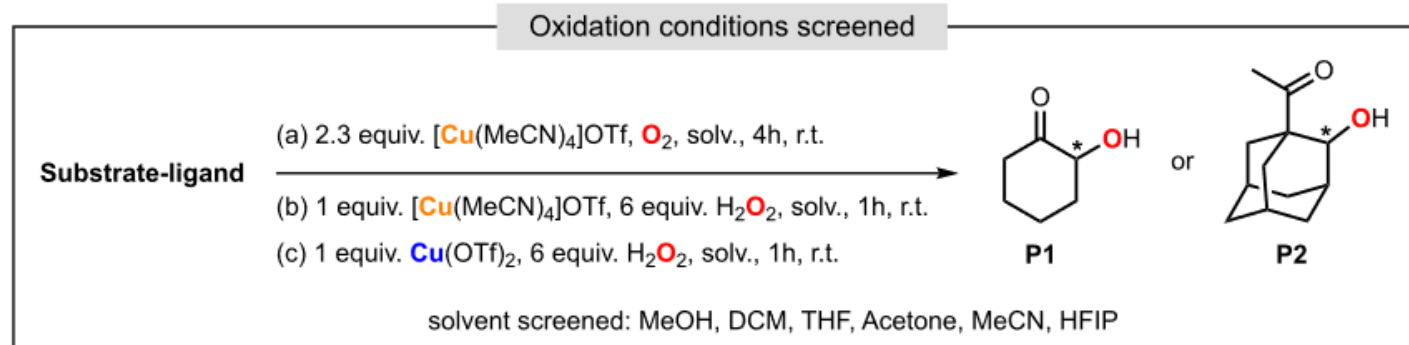 Oxidation conditions screened
(a) 2.3 equiv. [Cu(MeCN)4]OTf, O2, solv., 4h, r.t.
Substrate-ligand
(b) 1 equiv. [Cu(MeCN)4]OTf, 6 equiv. H2O2, solv., 1h, r.t.
(c) 1 equiv. Cu(OTf)2, 6 equiv. H2O2, solv., 1h, r.t.
O
* OH
P1
or
O
* OH
P2
solvent screened: MeOH, DCM, THF, Acetone, MeCN, HFIP